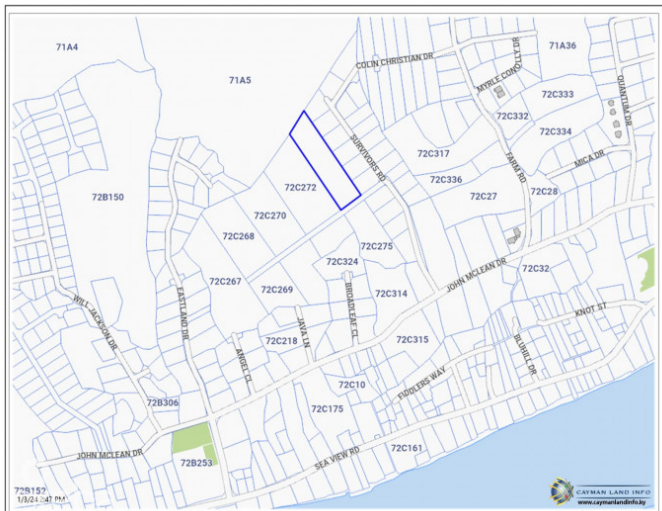 71A4
71A5
71A36
COLIN CHRISTIAN DR
MYRLE CONOLLY DR
72C333
72C332
72C334
QUANTUM DR
SURVIVORS RD
72C317
FARM RD
MICA DR
72C272
72C336
72C27
72C28
72B150
72C270
72C268
72C275
72C324
72C32
72C267
72C269
72C314
JOHN MCLEAN DR
EASTLAND DR
BROADLEAF CL
WILL JACKSON DR
KNOT ST
JAVA LN
72C218
72C315
BLUHILL DR
ANGEL CL
72C10
FIDDLERS WAY
72B306
72C175
JOHN MCLEAN DR
72B253
SEA VIEW RD
72C161
72B152
CAYMAN LAND INFO
www.caymanlandinfo.ky